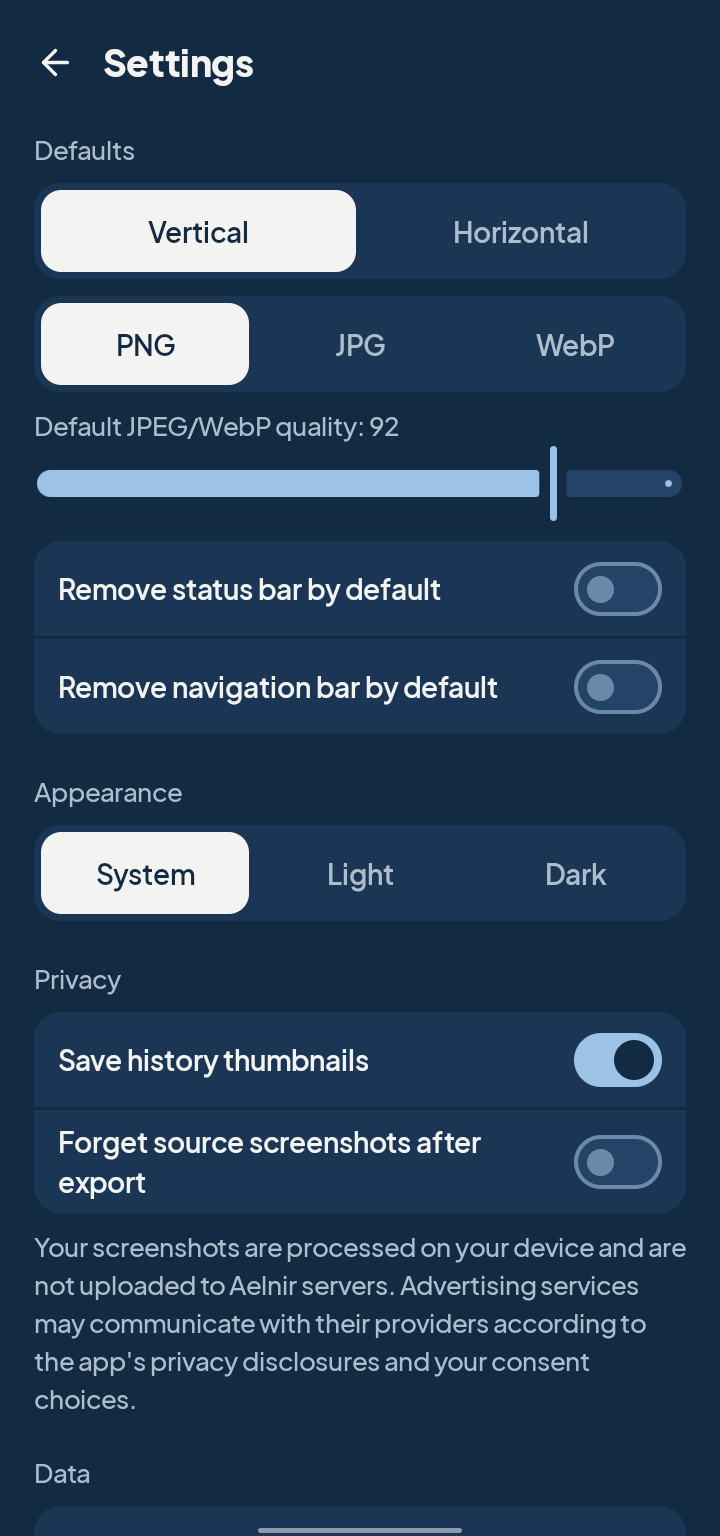 Settings
Defaults
Vertical
Horizontal
PNG
JPG
WebP
Default JPEG/WebP quality: 92
Remove status bar by default
Remove navigation bar by default
Appearance
System
Light
Dark
Privacy
Save history thumbnails
Forget source screenshots after
export
Your screenshots are processed on your device and are
not uploaded to Aelnir servers. Advertising services
may communicate with their providers according to
the app's privacy disclosures and your consent
choices.
Data